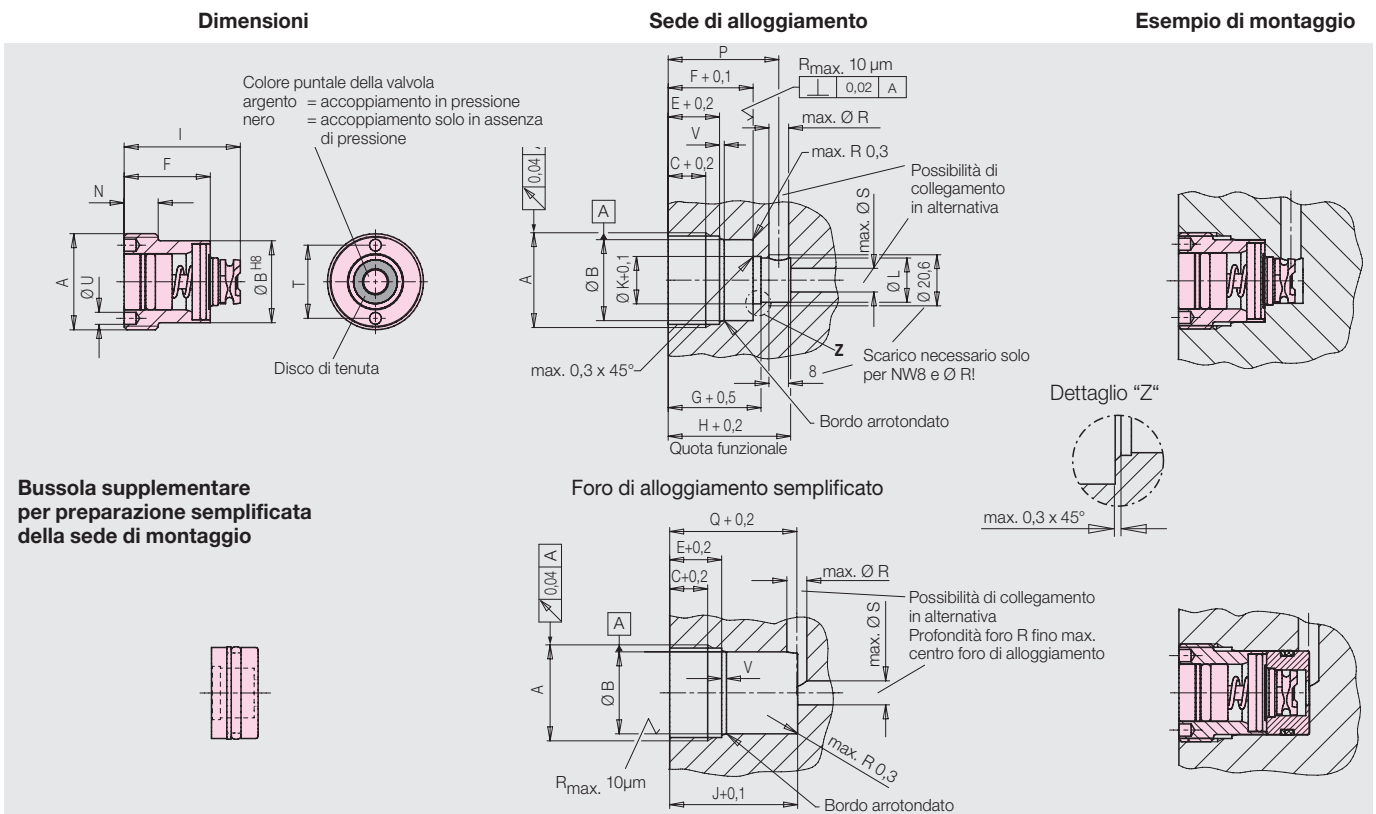 Dimensioni
Sede di alloggiamento
Esempio di montaggio
Colore puntale della valvola
argento = accoppiamento in pressione
nero = accoppiamento solo in assenza
di pressione
I
F
N
A
Ø U
Ø B H8
T
Disco di tenuta
P
F + 0,1
E + 0,2
V
C + 0,2
Rmax. 10 µm
⊥ 0,02 A
max. Ø R
max. R 0,3
Possibilità di
collegamento
in alternativa
0,04
A
A
Ø B
Ø K+0,1
max. Ø S
Ø L
Ø 20,6
max. 0,3 x 45°
Z
8
Scarico necessario solo
per NW8 e Ø R!
G + 0,5
Bordo arrotondato
H + 0,2
Quota funzionale
Dettaglio "Z"
max. 0,3 x 45°
Bussola supplementare
per preparazione semplificata
della sede di montaggio
Foro di alloggiamento semplificato
Q + 0,2
E+0,2
C+0,2
max. Ø R
0,04 A
A
A
Ø B
V
max. Ø S
Possibilità di collegamento
in alternativa
Profondità foro R fino max.
centro foro di alloggiamento
Rmax. 10µm
max. R 0,3
J+0,1
Bordo arrotondato